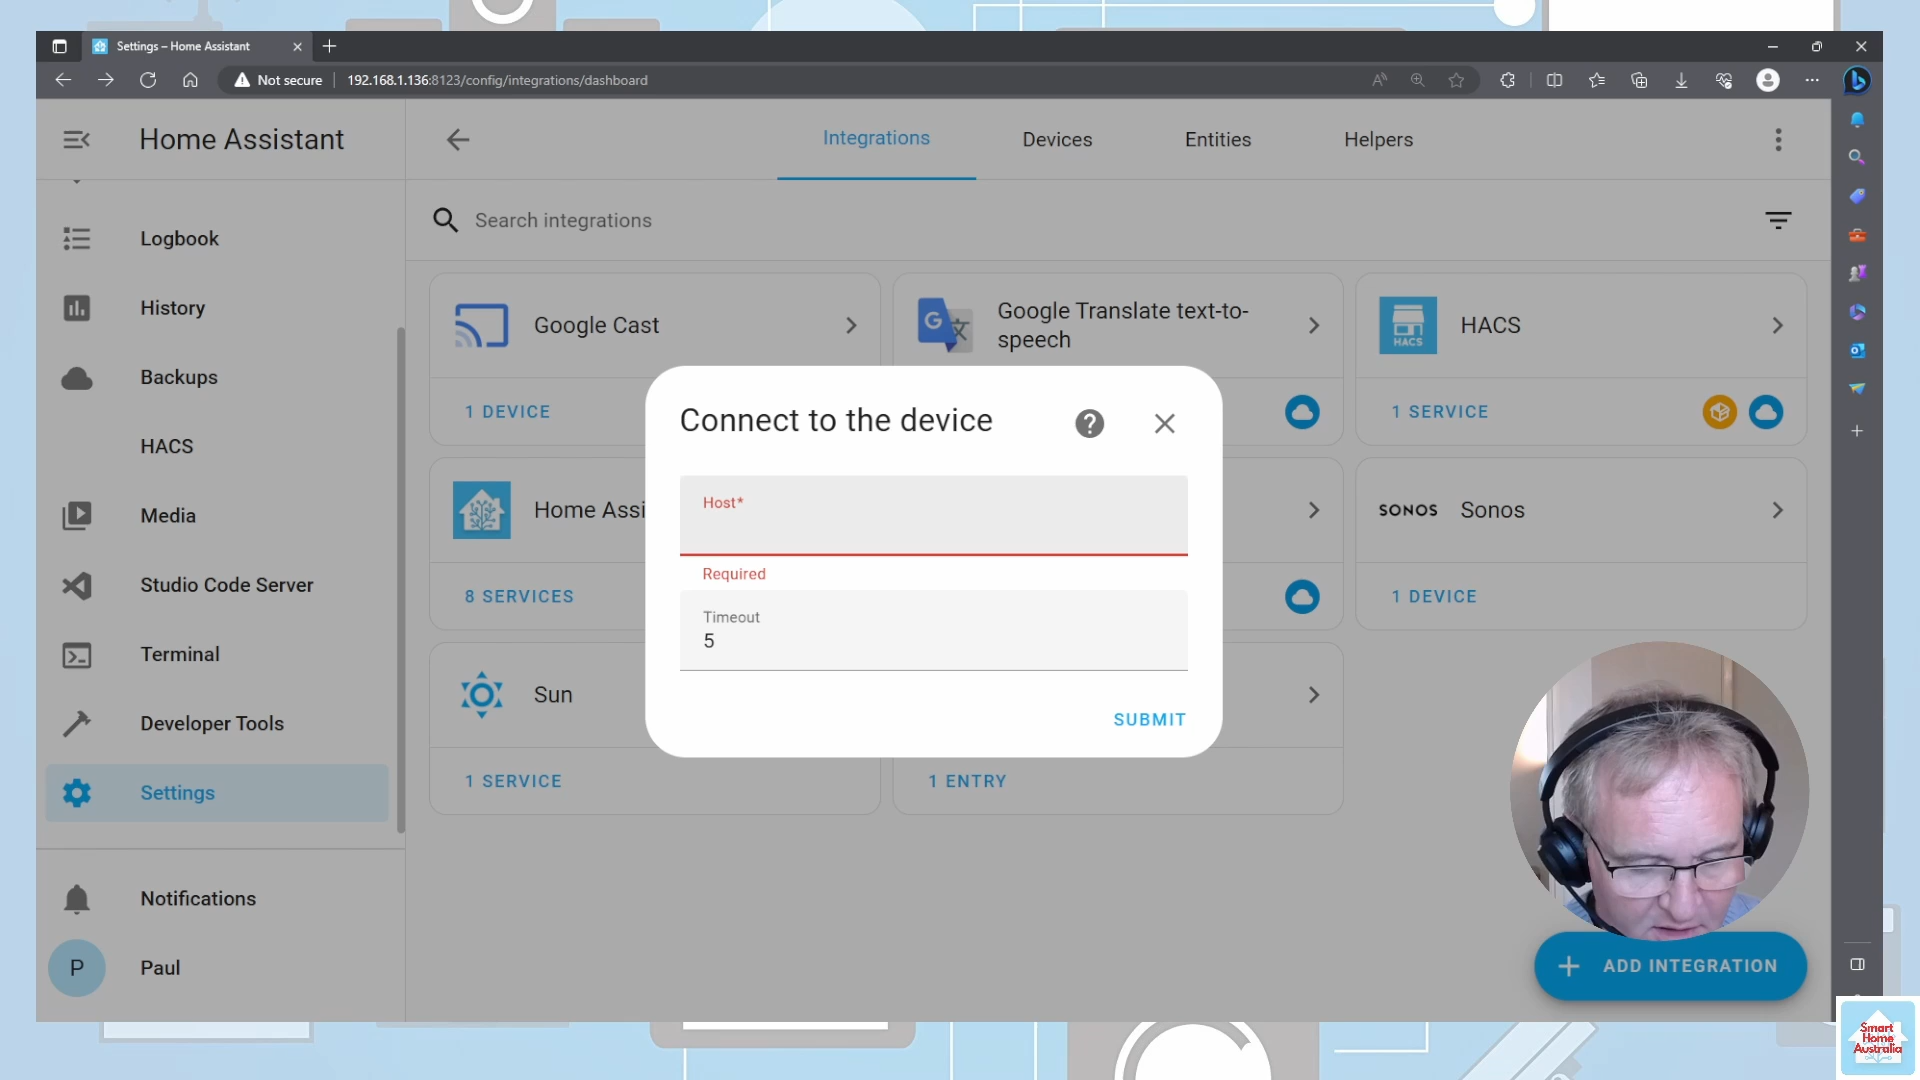 Settings – Home Assistant
Not secure
192.168.1.136:8123/config/integrations/dashboard
Home Assistant
Integrations
Devices
Entities
Helpers
Search integrations
Logbook
History
Backups
HACS
Media
Studio Code Server
Terminal
Developer Tools
Settings
Notifications
P
Paul
Google Cast
1 DEVICE
G
Google Translate text-to-
speech
HACS
HACS
1 SERVICE
Home Assi
8 SERVICES
SONOS
Sonos
1 DEVICE
Sun
1 SERVICE
1 ENTRY
Connect to the device
Host*
Required
Timeout
5
SUBMIT
ADD INTEGRATION
Smart
Home
Australia